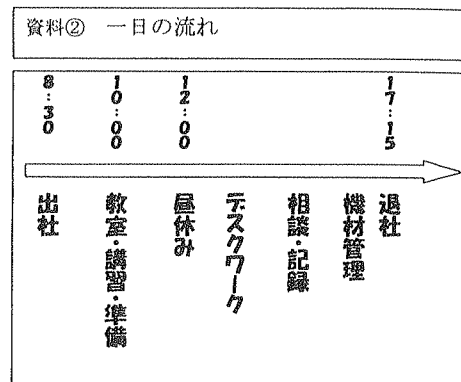 資料② 一日の流れ
8:30
10:00
12:00
17:15
出社
教室・講習・準備
昼休み
デスクワーク
相談・記録
機材管理
退社